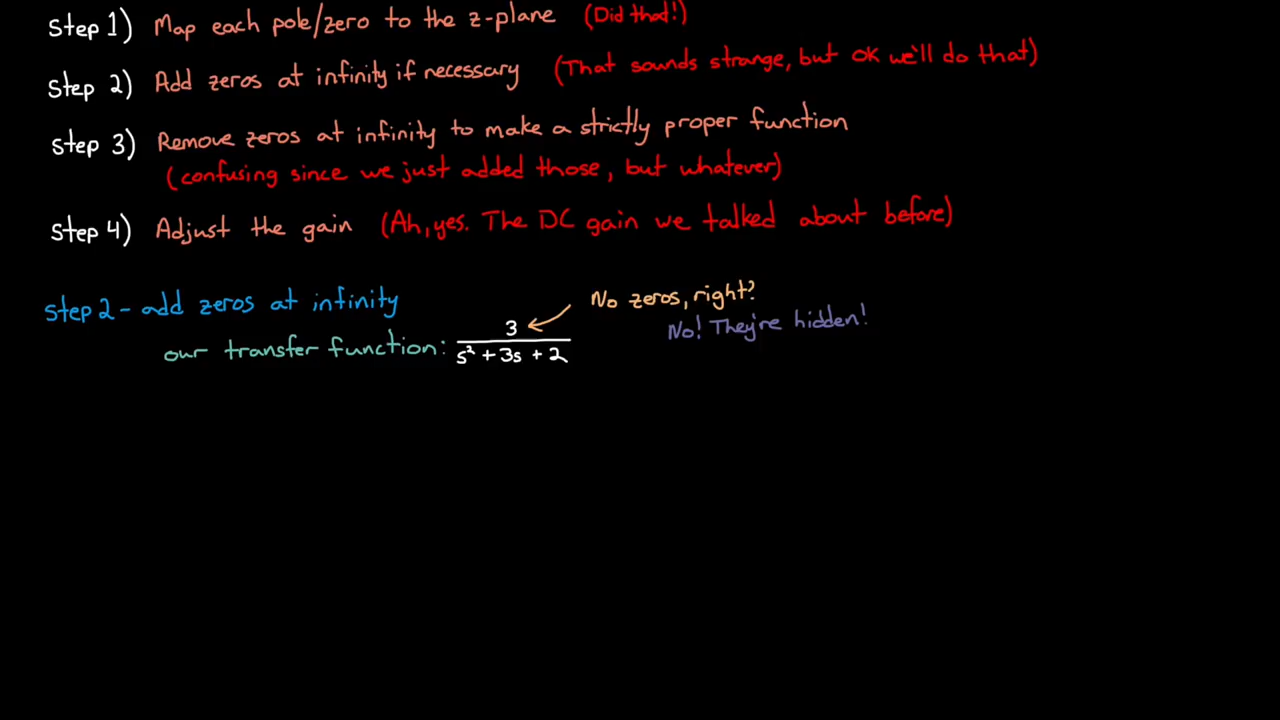 Step 1) Map each pole/zero to the z-plane (Did that!)
Step 2) Add zeros at infinity if necessary (That sounds strange, but ok we'll do that)
Step 3) Remove zeros at infinity to make a strictly proper function
(confusing since we just added those, but whatever)
Step 4) Adjust the gain (Ah, yes. The DC gain we talked about before)
Step 2 - add zeros at infinity
No zeros, right?
No! They're hidden!
our transfer function:
3
s² + 3s + 2